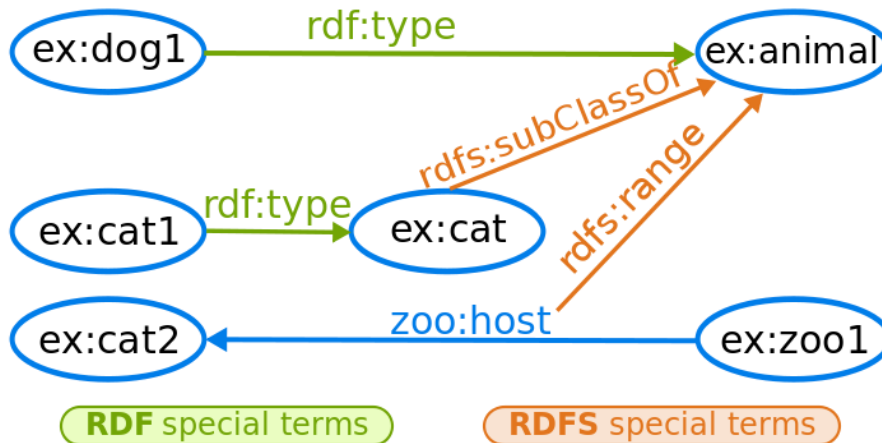 rdf:type
ex:dog1
ex:animal
rdfs:subClassOf
rdfs:range
rdf:type
ex:cat1
ex:cat
zoo:host
ex:cat2
ex:zoo1
RDF special terms
RDFS special terms